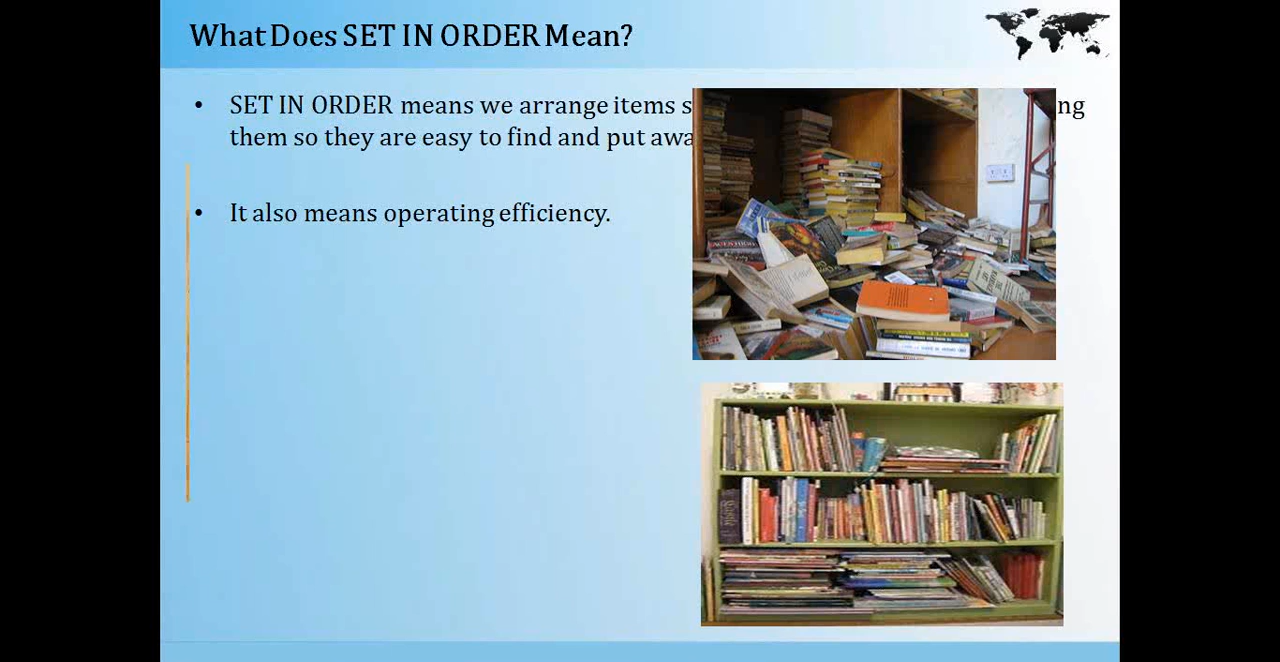 What Does SET IN ORDER Mean?
• SET IN ORDER means we arrange items s ng
them so they are easy to find and put awa
• It also means operating efficiency.